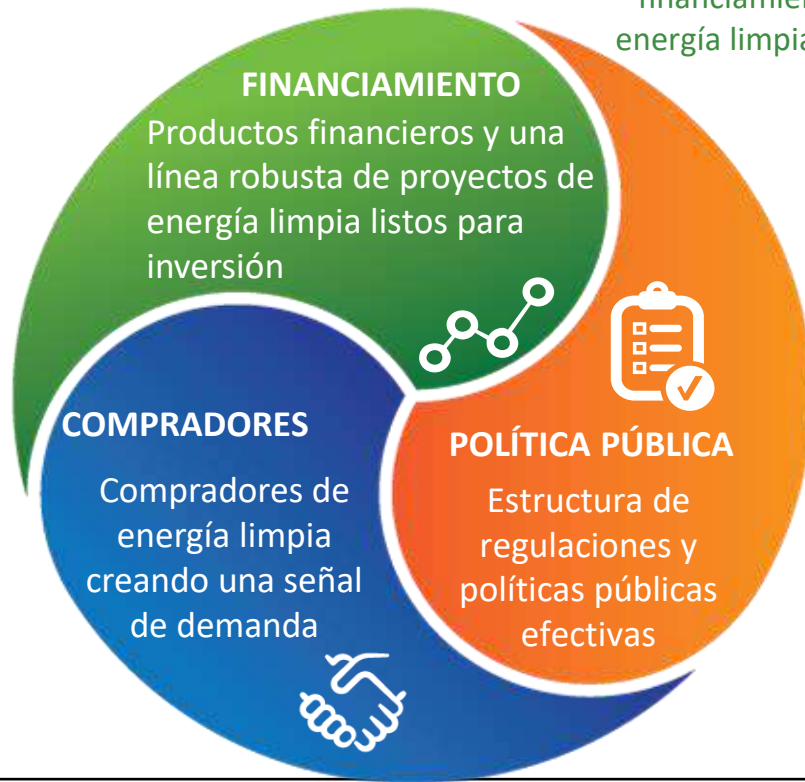 energía limpia
FINANCIAMIENTO
Productos financieros y una
línea robusta de proyectos de
energía limpia listos para
inversión
COMPRADORES
Compradores de
energía limpia
creando una señal
de demanda
POLÍTICA PÚBLICA
Estructura de
regulaciones y
políticas públicas
efectivas